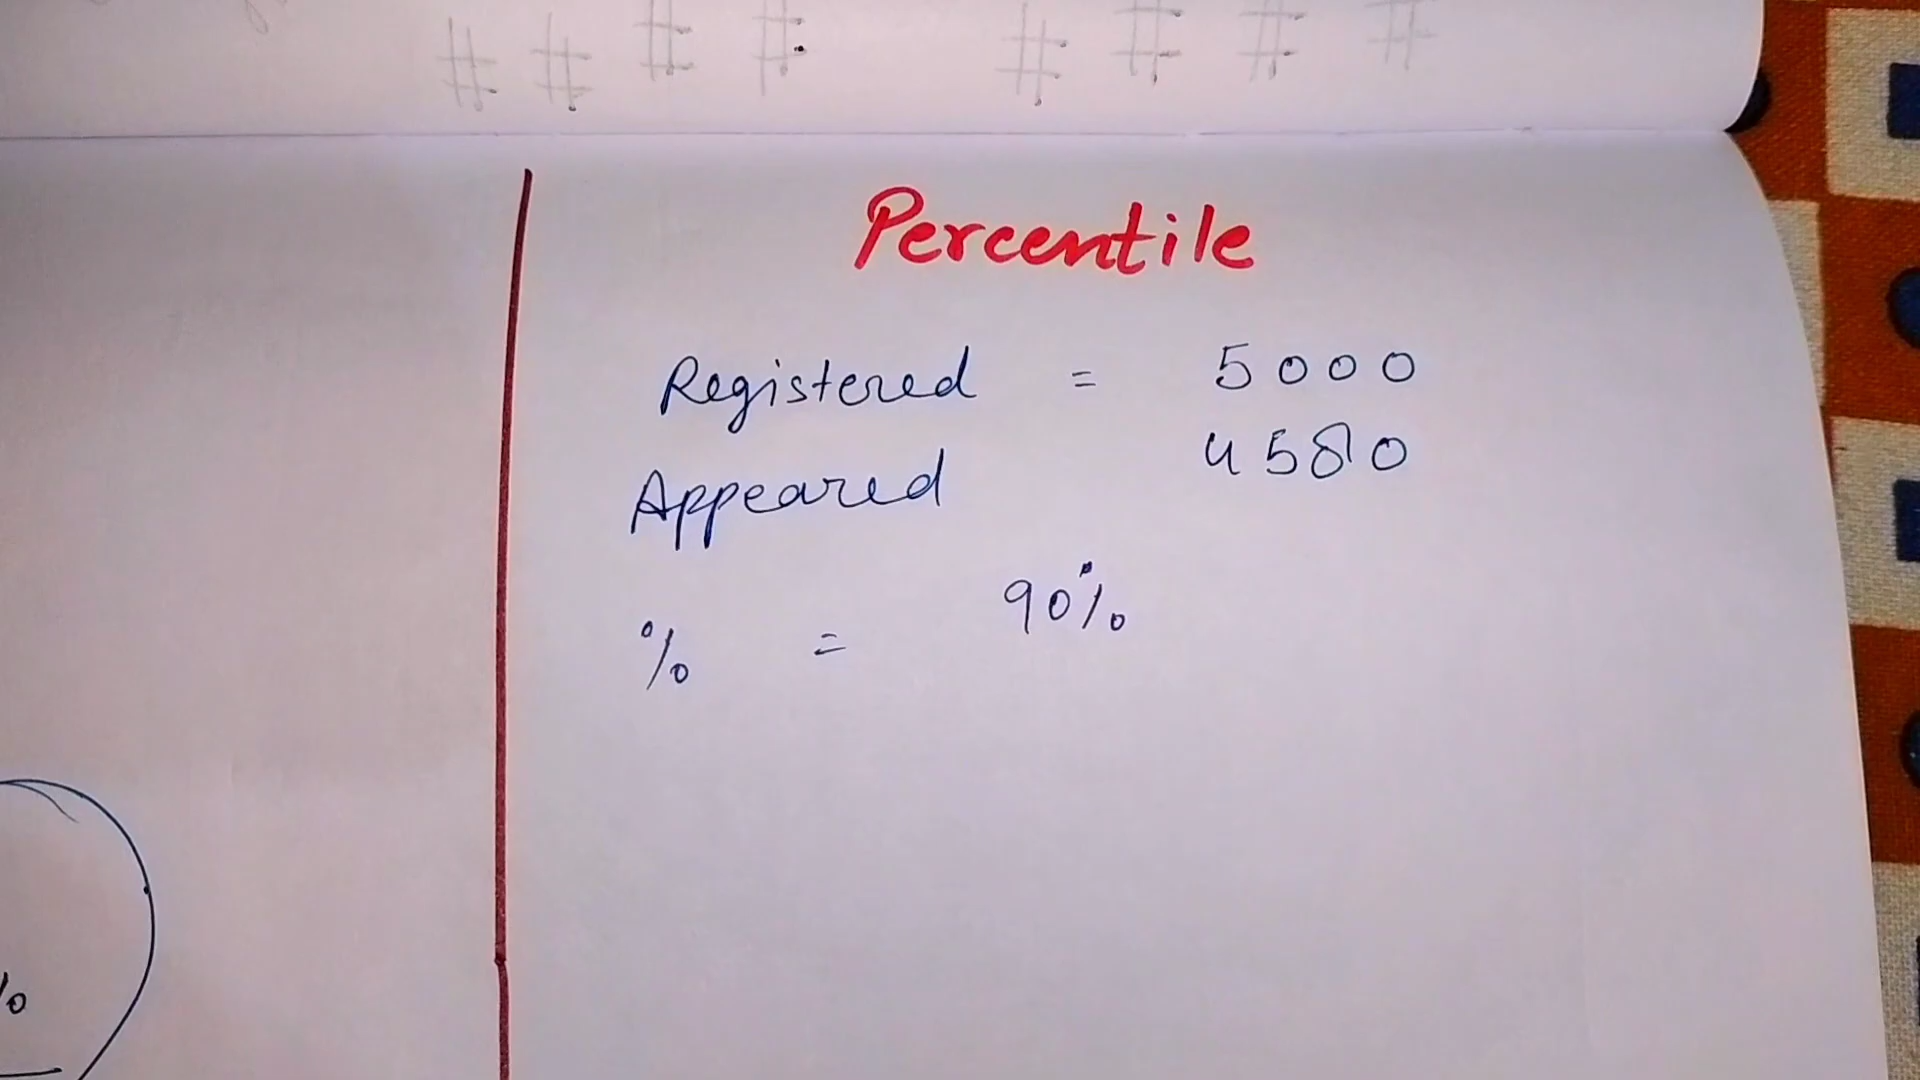 # # # # # # # #
Percentile
Registered = 5000
Appeared 4580
% = 90%
%